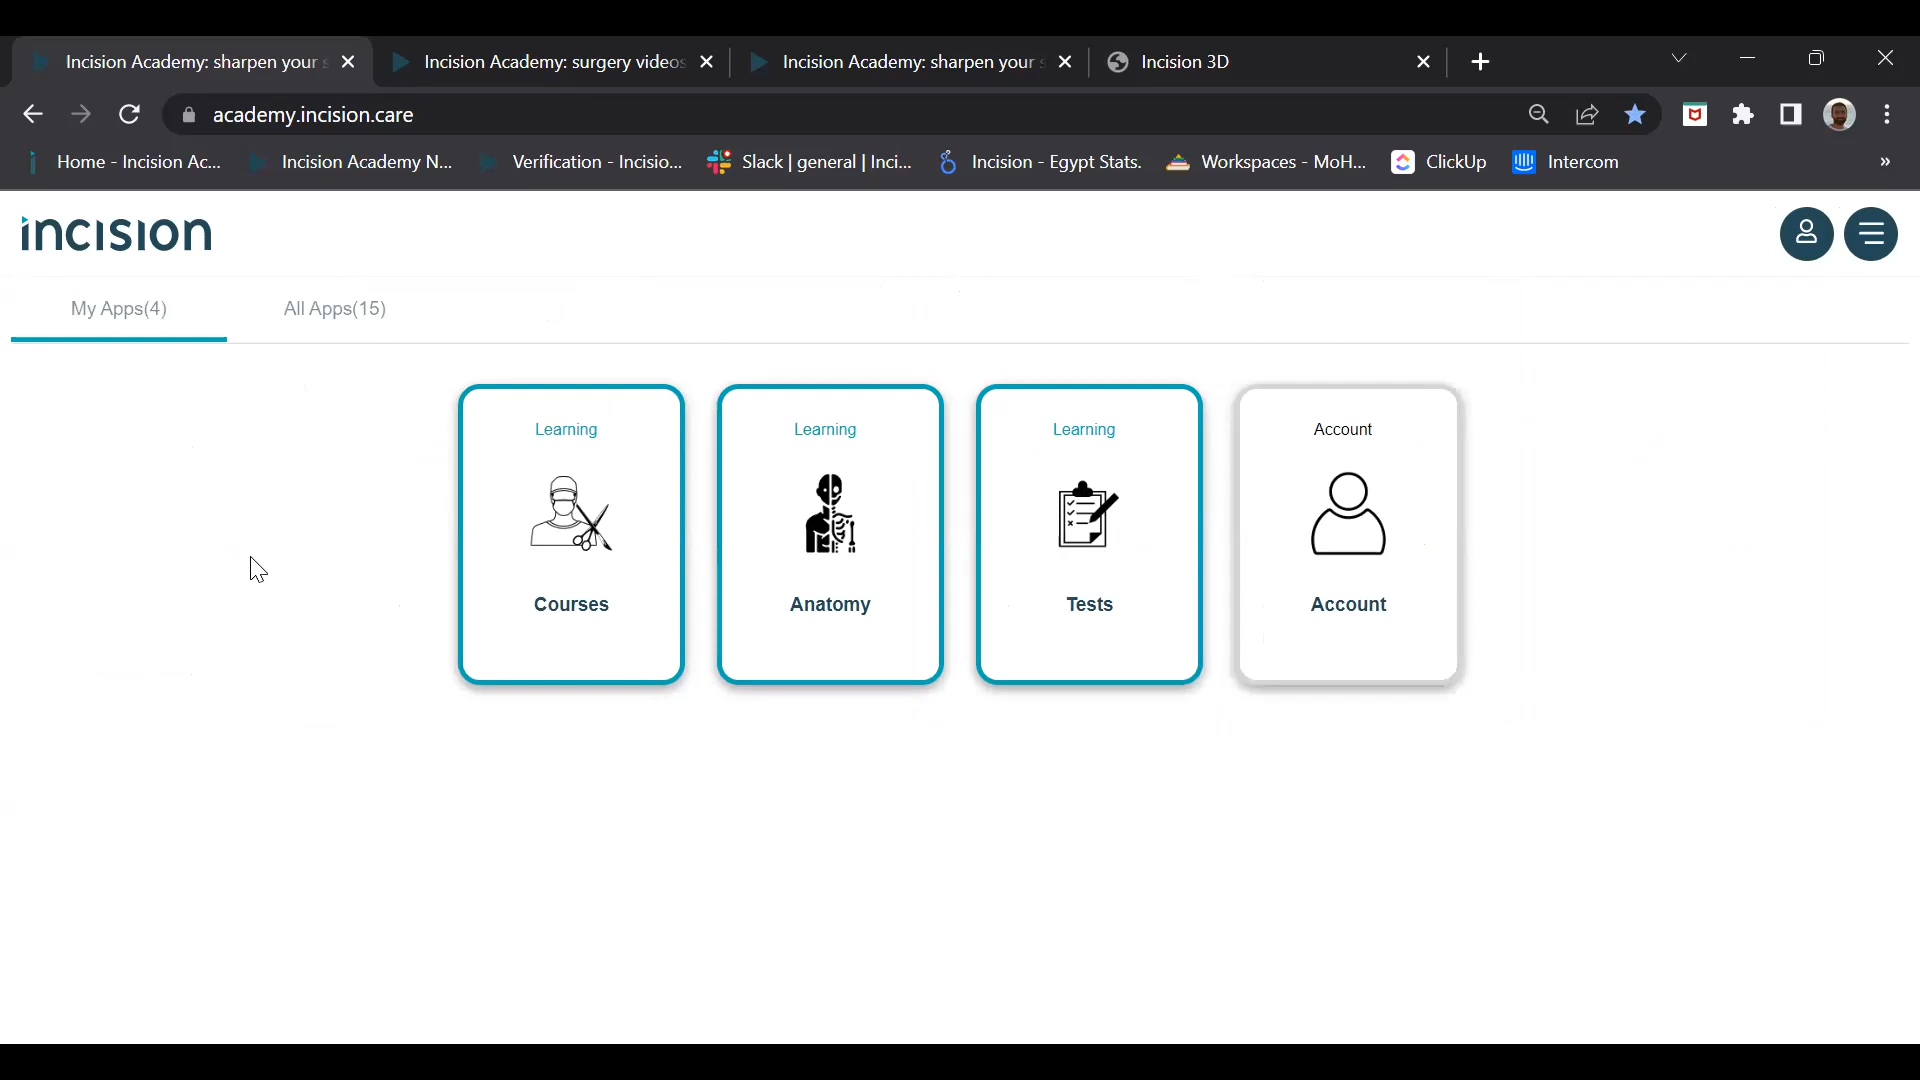 Incision Academy: sharpen your s
Incision Academy: surgery videos
Incision Academy: sharpen your s
Incision 3D
academy.incision.care
Home - Incision Ac...
Incision Academy N...
Verification - Incisio...
Slack | general | Inci...
Incision - Egypt Stats.
Workspaces - MoH...
ClickUp
Intercom
»
incision
My Apps(4)
All Apps(15)
Learning
Courses
Learning
Anatomy
Learning
Tests
Account
Account